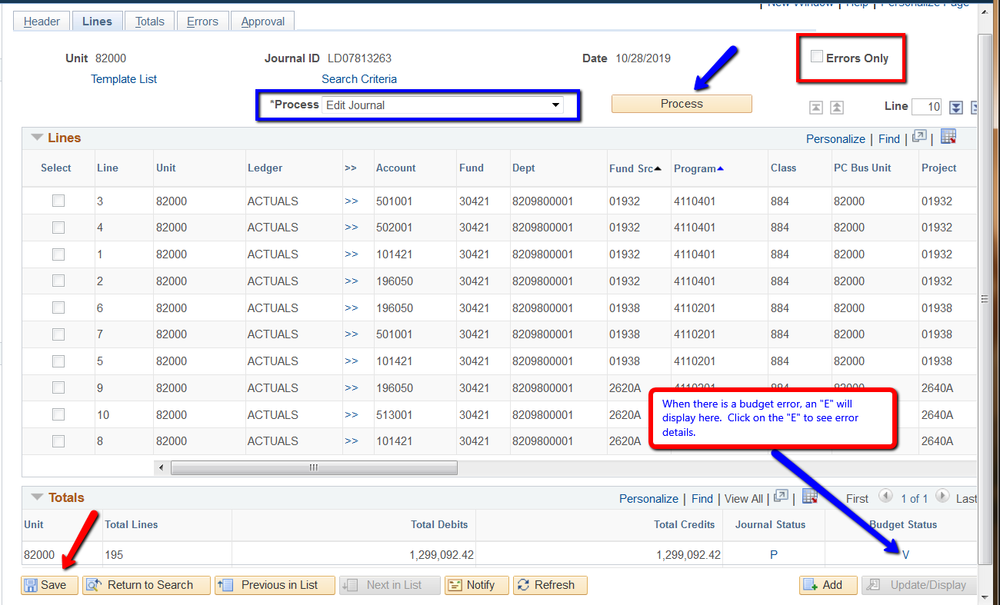 New Window | Help | Personalize Page
Header Lines Totals Errors Approval
Unit 82000 Journal ID LD07813263 Date 10/28/2019 Errors Only
Template List Search Criteria
*Process Edit Journal Process Line 10
Lines Personalize | Find | |
Select Line Unit Ledger >> Account Fund Dept Fund Src Program Class PC Bus Unit Project
3 82000 ACTUALS >> 501001 30421 8209800001 01932 4110401 884 82000 01932
4 82000 ACTUALS >> 502001 30421 8209800001 01932 4110401 884 82000 01932
1 82000 ACTUALS >> 101421 30421 8209800001 01932 4110401 884 82000 01932
2 82000 ACTUALS >> 196050 30421 8209800001 01932 4110401 884 82000 01932
6 82000 ACTUALS >> 196050 30421 8209800001 01938 4110201 884 82000 01938
7 82000 ACTUALS >> 501001 30421 8209800001 01938 4110201 884 82000 01938
5 82000 ACTUALS >> 101421 30421 8209800001 01938 4110201 884 82000 01938
9 82000 ACTUALS >> 196050 30421 8209800001 2620A 4110201 884 82000 2640A
10 82000 ACTUALS >> 513001 30421 8209800001 2620A 2640A
8 82000 ACTUALS >> 101421 30421 8209800001 2620A 2640A
When there is a budget error, an "E" will
display here. Click on the "E" to see error
details.
Totals Personalize | Find | View All | | First 1 of 1 Last
Unit Total Lines Total Debits Total Credits Journal Status Budget Status
82000 195 1,299,092.42 1,299,092.42 P V
Save Return to Search Previous in List Next in List Notify Refresh Add Update/Display